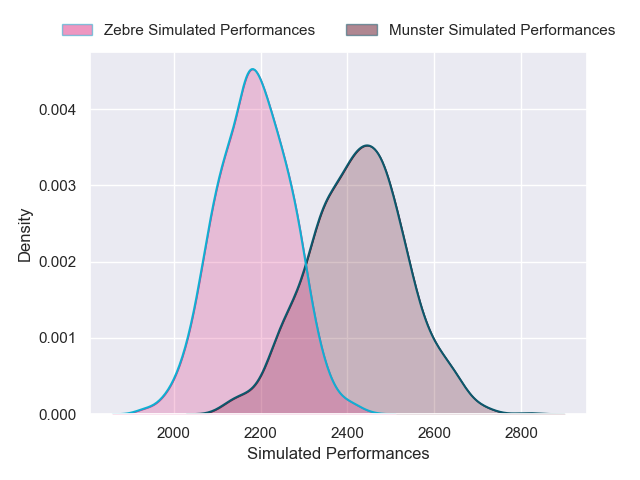 Zebre Simulated Performances Munster Simulated Performances
0.004
0.003
0.002
0.001
0.000
Density
2000 2200 2400 2600 2800
Simulated Performances